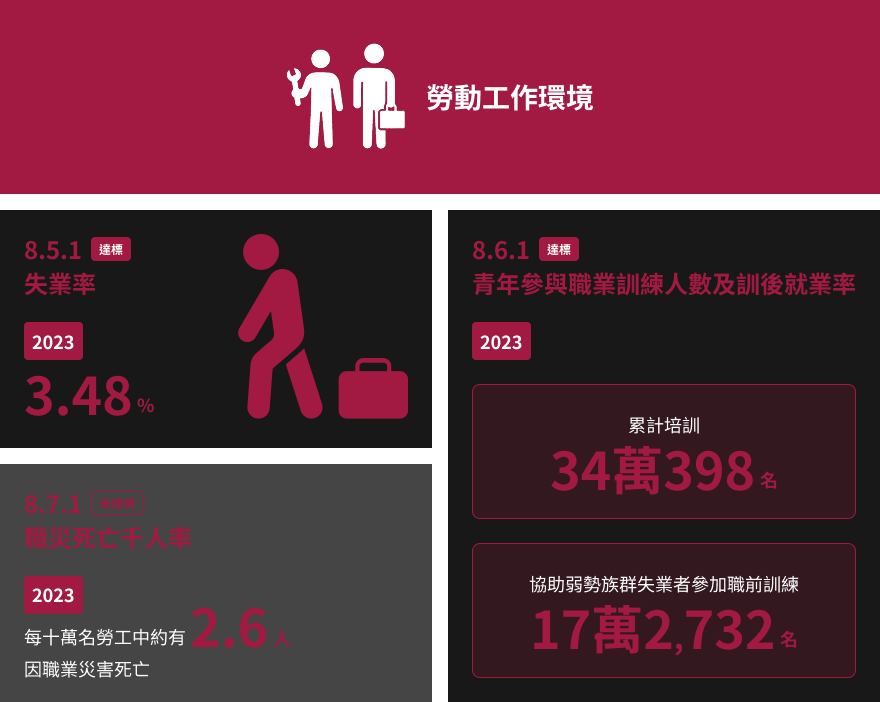 勞動工作環境
8.5.1 達標
失業率
2023
3.48 %
8.7.1 未達標
職災死亡千人率
2023
每十萬名勞工中約有 2.6 人
因職業災害死亡
8.6.1 達標
青年參與職業訓練人數及訓後就業率
2023
累計培訓
34萬398 名
協助弱勢族群失業者參加職前訓練
17萬2,732 名